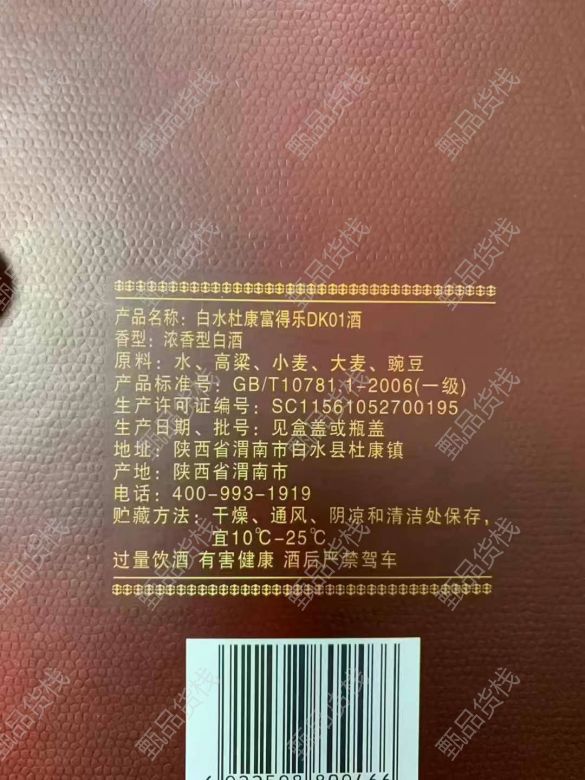 产品名称：白水杜康富得乐DK01酒
香型：浓香型白酒
原料：水、高粱、小麦、大麦、豌豆
产品标准号：GB/T10781.1-2006(一级)
生产许可证编号：SC11561052700195
生产日期、批号：见盒盖或瓶盖
地址：陕西省渭南市白水县杜康镇
产地：陕西省渭南市
电话：400-993-1919
贮藏方法：干燥、通风、阴凉和清洁处保存，
宜10℃-25℃
过量饮酒 有害健康 酒后严禁驾车
甄品货栈